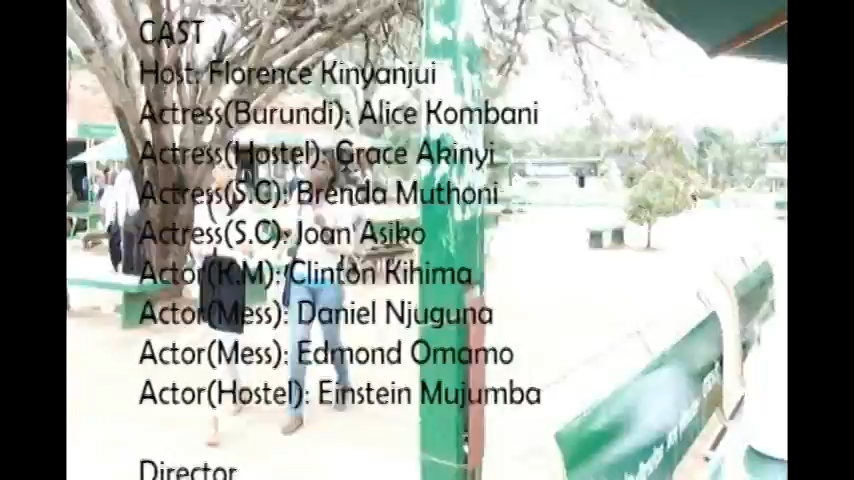 CAST
Host: Florence Kinyanjui
Actress(Burundi): Alice Kombani
Actress(Hostel): Grace Akinyi
Actress(S.C): Brenda Muthoni
Actress(S.C): Joan Asiko
Actor(K.M): Clinton Kihima
Actor(Mess): Daniel Njuguna
Actor(Mess): Edmond Omamo
Actor(Hostel): Einstein Mujumba
Director